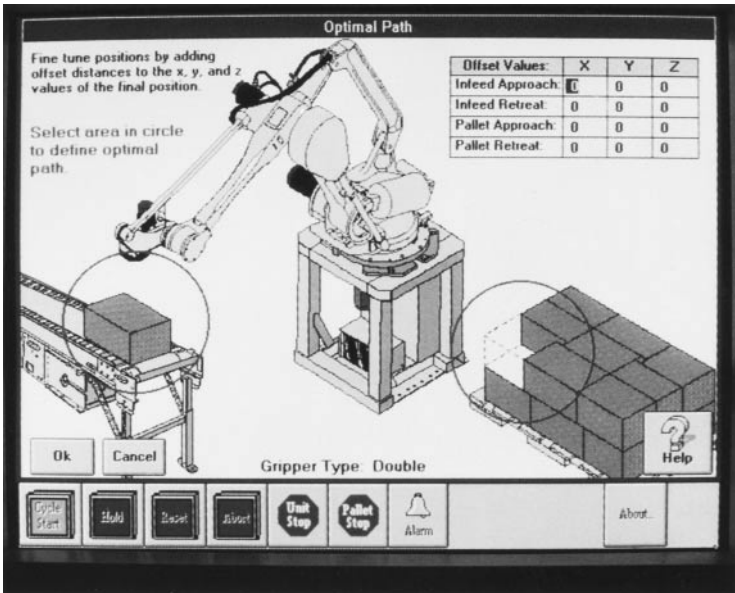 Optimal Path
Fine tune positions by adding
offset distances to the x, y, and z
values of the final position.
Select area in circle
to define optimal
path.
Offset Values: X Y Z
Infeed Approach: 0 0 0
Infeed Retreat: 0 0 0
Pallet Approach: 0 0 0
Pallet Retreat: 0 0 0
Ok
Cancel
Gripper Type: Double
Help
Cycle
Start
Hold
Reset
Abort
Unit
Stop
Pallet
Stop
Alarm
About...